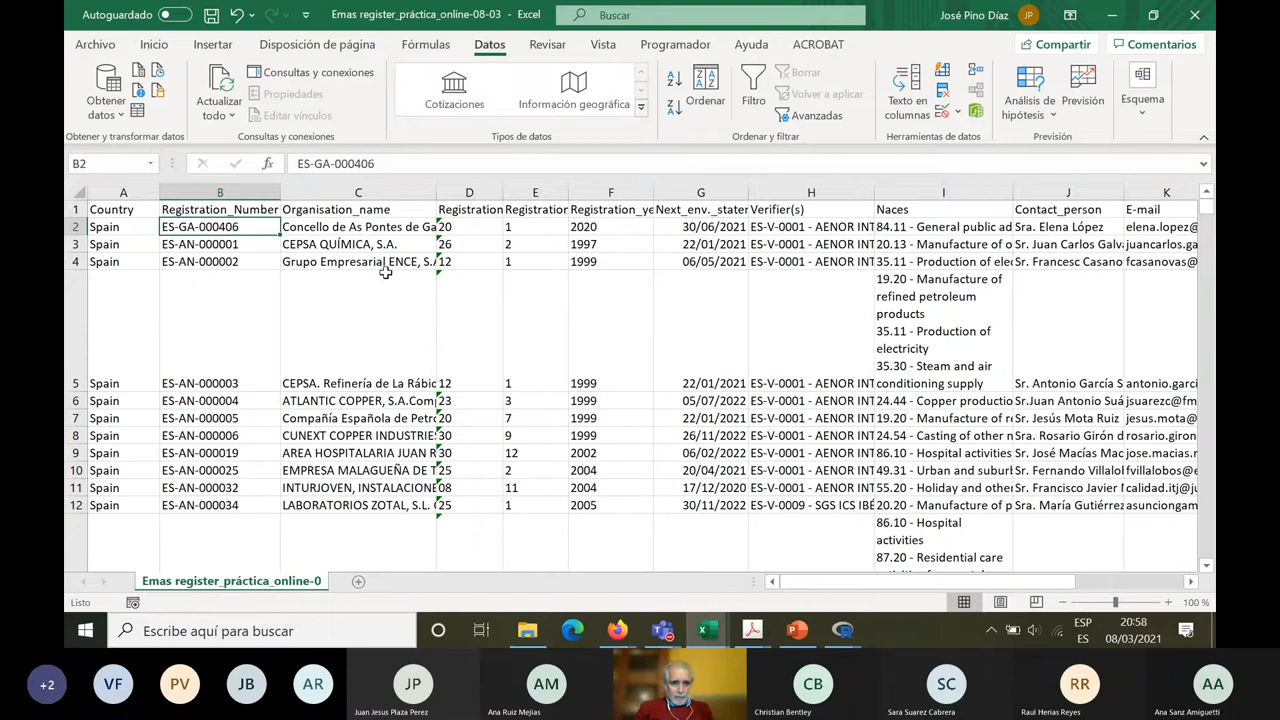 Autoguardado
Emas register_práctica_online-08-03 - Excel
Buscar
José Pino Díaz
JP
Archivo
Inicio
Insertar
Disposición de página
Fórmulas
Datos
Revisar
Vista
Programador
Ayuda
ACROBAT
Compartir
Comentarios
Obtener datos
Actualizar todo
Consultas y conexiones
Propiedades
Editar vínculos
Cotizaciones
Información geográfica
Ordenar
Filtro
Borrar
Volver a aplicar
Avanzadas
Texto en columnas
Análisis de hipótesis
Previsión
Esquema
Obtener y transformar datos
Consultas y conexiones
Tipos de datos
Ordenar y filtrar
Herramientas de datos
Previsión
B2
fx
ES-GA-000406
A B C D E F G H I J K
1 Country Registration_Number Organisation_name Registration Registration Registration_ye Next_env._stater Verifier(s) Naces Contact_person E-mail
2 Spain ES-GA-000406 Concello de As Pontes de Ga 20 1 2020 30/06/2021 ES-V-0001 - AENOR INT 84.11 - General public ad Sra. Elena López elena.lopez
3 Spain ES-AN-000001 CEPSA QUÍMICA, S.A. 26 2 1997 22/01/2021 ES-V-0001 - AENOR INT 20.13 - Manufacture of o Sr. Juan Carlos Galv juancarlos.ga
4 Spain ES-AN-000002 Grupo Empresarial ENCE, S.A 12 1 1999 06/05/2021 ES-V-0001 - AENOR INT 35.11 - Production of ele Sr. Francesc Casano fcasanovas@
19.20 - Manufacture of
refined petroleum
products
35.11 - Production of
electricity
35.30 - Steam and air
5 Spain ES-AN-000003 CEPSA. Refinería de La Rábid 12 1 1999 22/01/2021 ES-V-0001 - AENOR INT conditioning supply Sr. Antonio García S antonio.garci
6 Spain ES-AN-000004 ATLANTIC COPPER, S.A.Com 23 3 1999 05/07/2022 ES-V-0001 - AENOR INT 24.44 - Copper productio Sr.Juan Antonio Suá jsuarezc@fm
7 Spain ES-AN-000005 Compañía Española de Petro 20 7 1999 22/01/2021 ES-V-0001 - AENOR INT 19.20 - Manufacture of re Sr. Jesús Mota Ruiz jesus.mota@
8 Spain ES-AN-000006 CUNEXT COPPER INDUSTRIE 30 9 1999 26/11/2022 ES-V-0001 - AENOR INT 24.54 - Casting of other n Sra. Rosario Girón d rosario.giron
9 Spain ES-AN-000019 AREA HOSPITALARIA JUAN R 30 12 2002 06/02/2022 ES-V-0001 - AENOR INT 86.10 - Hospital activities Sr. José Macías Mac jose.macias.
10 Spain ES-AN-000025 EMPRESA MALAGUEÑA DE T 25 2 2004 20/04/2021 ES-V-0001 - AENOR INT 49.31 - Urban and suburl Sr. Fernando Villalol fvillalobos@e
11 Spain ES-AN-000032 INTURJOVEN, INSTALACIONE 08 11 2004 17/12/2020 ES-V-0001 - AENOR INT 55.20 - Holiday and other Sr. Francisco Javier I calidad.itj@ju
12 Spain ES-AN-000034 LABORATORIOS ZOTAL, S.L. 25 1 2005 30/11/2022 ES-V-0009 - SGS ICS IBÉ 20.20 - Manufacture of p Sra. María Gutiérrez asunciongam
86.10 - Hospital
activities
87.20 - Residential care
Emas register_práctica_online-0
Listo
100 %
Escribe aquí para buscar
ESP
ES
20:58
08/03/2021
+2
VF
PV
JB
AR
JP
Juan Jesus Plaza Perez
AM
Ana Ruiz Mejias
CB
Christian Bentley
SC
Sara Suarez Cabrera
RR
Raul Herias Reyes
AA
Ana Sanz Amiguetti